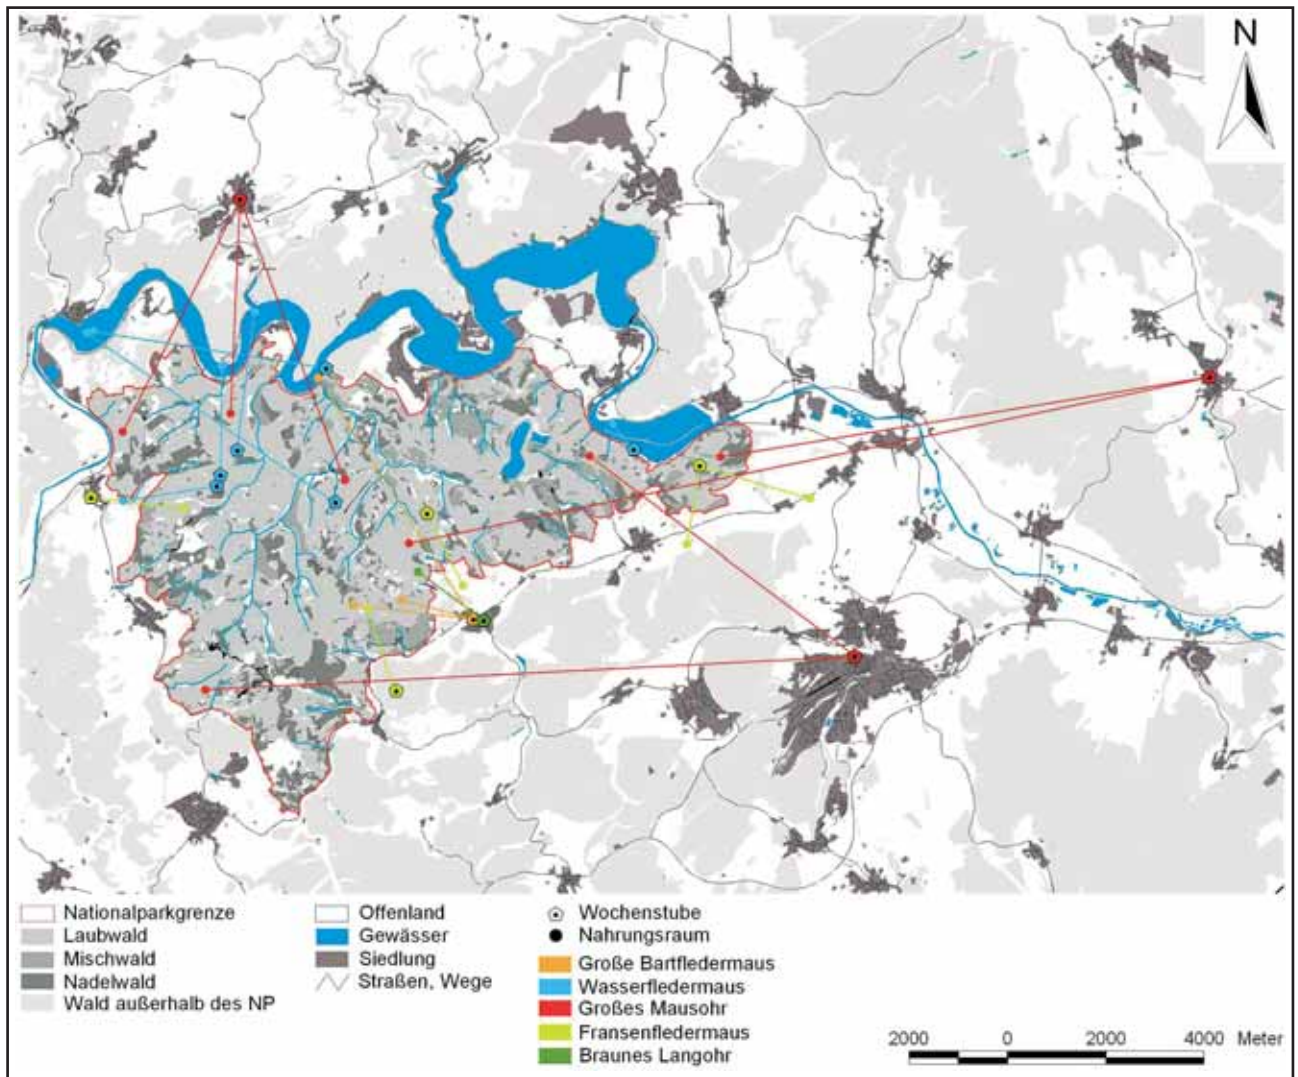 N
Nationalparkgrenze
Laubwald
Mischwald
Nadelwald
Wald außerhalb des NP
Offenland
Gewässer
Siedlung
Straßen, Wege
Wochenstube
Nahrungsraum
Große Bartfledermaus
Wasserfledermaus
Großes Mausohr
Fransenfledermaus
Braunes Langohr
2000 0 2000 4000 Meter